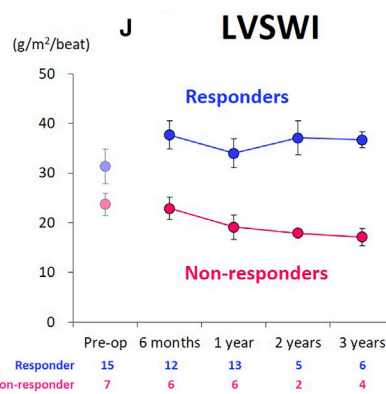 J LVSWI
(g/m²/beat)
50
Responders
40
30
20
Non-responders
10
0
Pre-op 6 months 1 year 2 years 3 years
Responder 15 12 13 5 6
on-responder 7 6 6 2 4